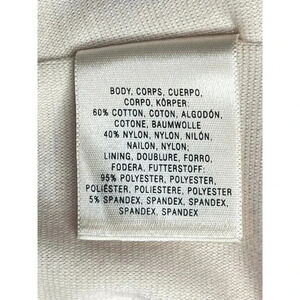 BODY, CORPS, CUERPO,
CORPO, KÖRPER:
60% COTTON, COTON, ALGODÓN,
COTONE, BAUMWOLLE
40% NYLON, NYLON, NILÓN,
NAILON, NYLON;
LINING, DOUBLURE, FORRO,
FODERA, FUTTERSTOFF:
95% POLYESTER, POLYESTER,
POLIÉSTER, POLIESTERE, POLYESTER
5% SPANDEX, SPANDEX,
SPANDEX, SPANDEX, SPANDEX